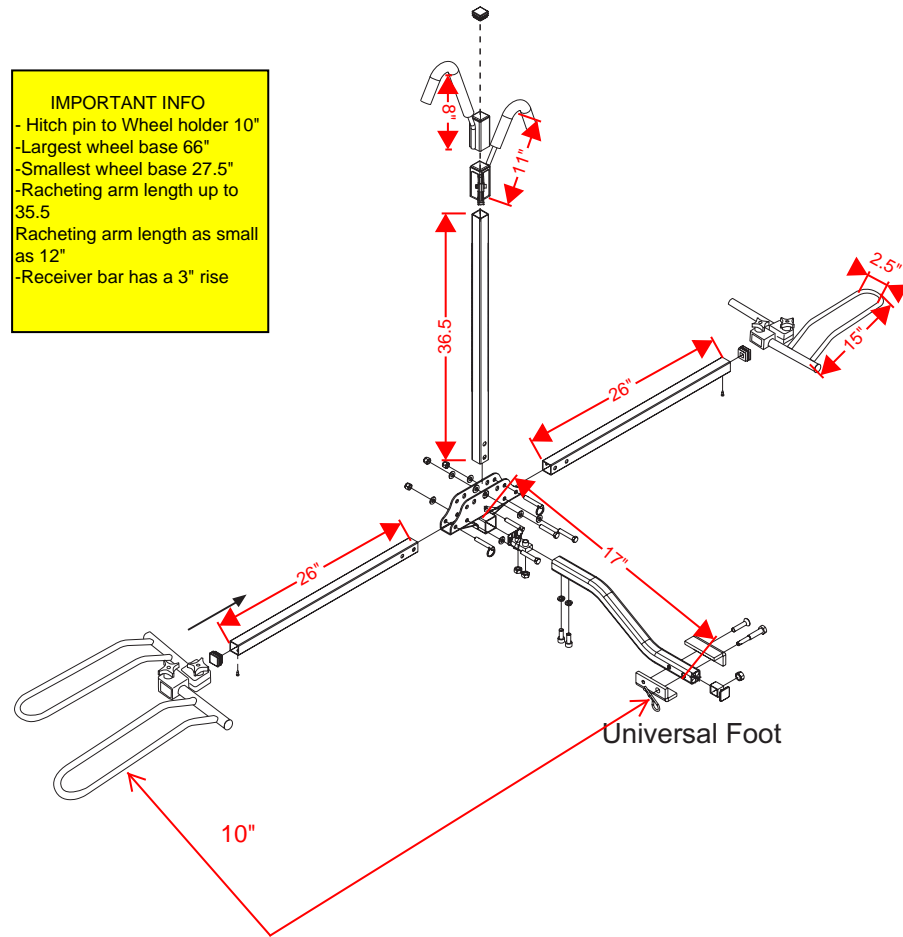 IMPORTANT INFO
- Hitch pin to Wheel holder 10"
-Largest wheel base 66"
-Smallest wheel base 27.5"
-Racheting arm length up to
35.5
Racheting arm length as small
as 12"
-Receiver bar has a 3" rise
8"
11"
36.5
2.5"
15"
26"
17"
26"
Universal Foot
10"